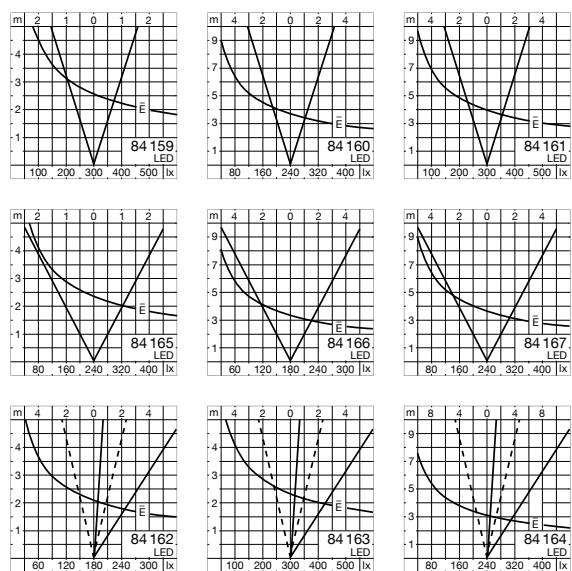 m 2 1 0 1 2
4
3
2
1
Ē
84 159
LED
100 200 300 400 500 lx
m 4 2 0 2 4
9
7
5
3
1
Ē
84 160
LED
80 160 240 320 400 lx
m 4 2 0 2 4
9
7
5
3
1
Ē
84 161
LED
100 200 300 400 500 lx
m 2 1 0 1 2
4
3
2
1
Ē
84 165
LED
80 160 240 320 400 lx
m 4 2 0 2 4
9
7
5
3
1
Ē
84 166
LED
60 120 180 240 300 lx
m 4 2 0 2 4
9
7
5
3
1
Ē
84 167
LED
80 160 240 320 400 lx
m 4 2 0 2 4
4
3
2
1
Ē
84 162
LED
60 120 180 240 300 lx
m 4 2 0 2 4
4
3
2
1
Ē
84 163
LED
100 200 300 400 500 lx
m 8 4 0 4 8
9
7
5
3
1
Ē
84 164
LED
80 160 240 320 400 lx